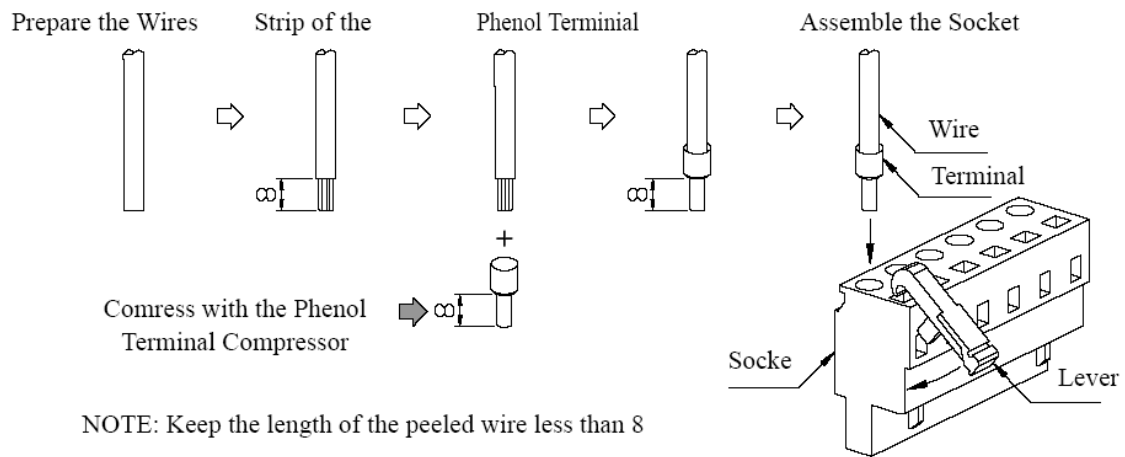 Prepare the Wires
Strip of the
Phenol Terminial
Assemble the Socket
Wire
8
8
Terminal
+
Comress with the Phenol
Terminal Compressor
8
Socke
Lever
NOTE: Keep the length of the peeled wire less than 8